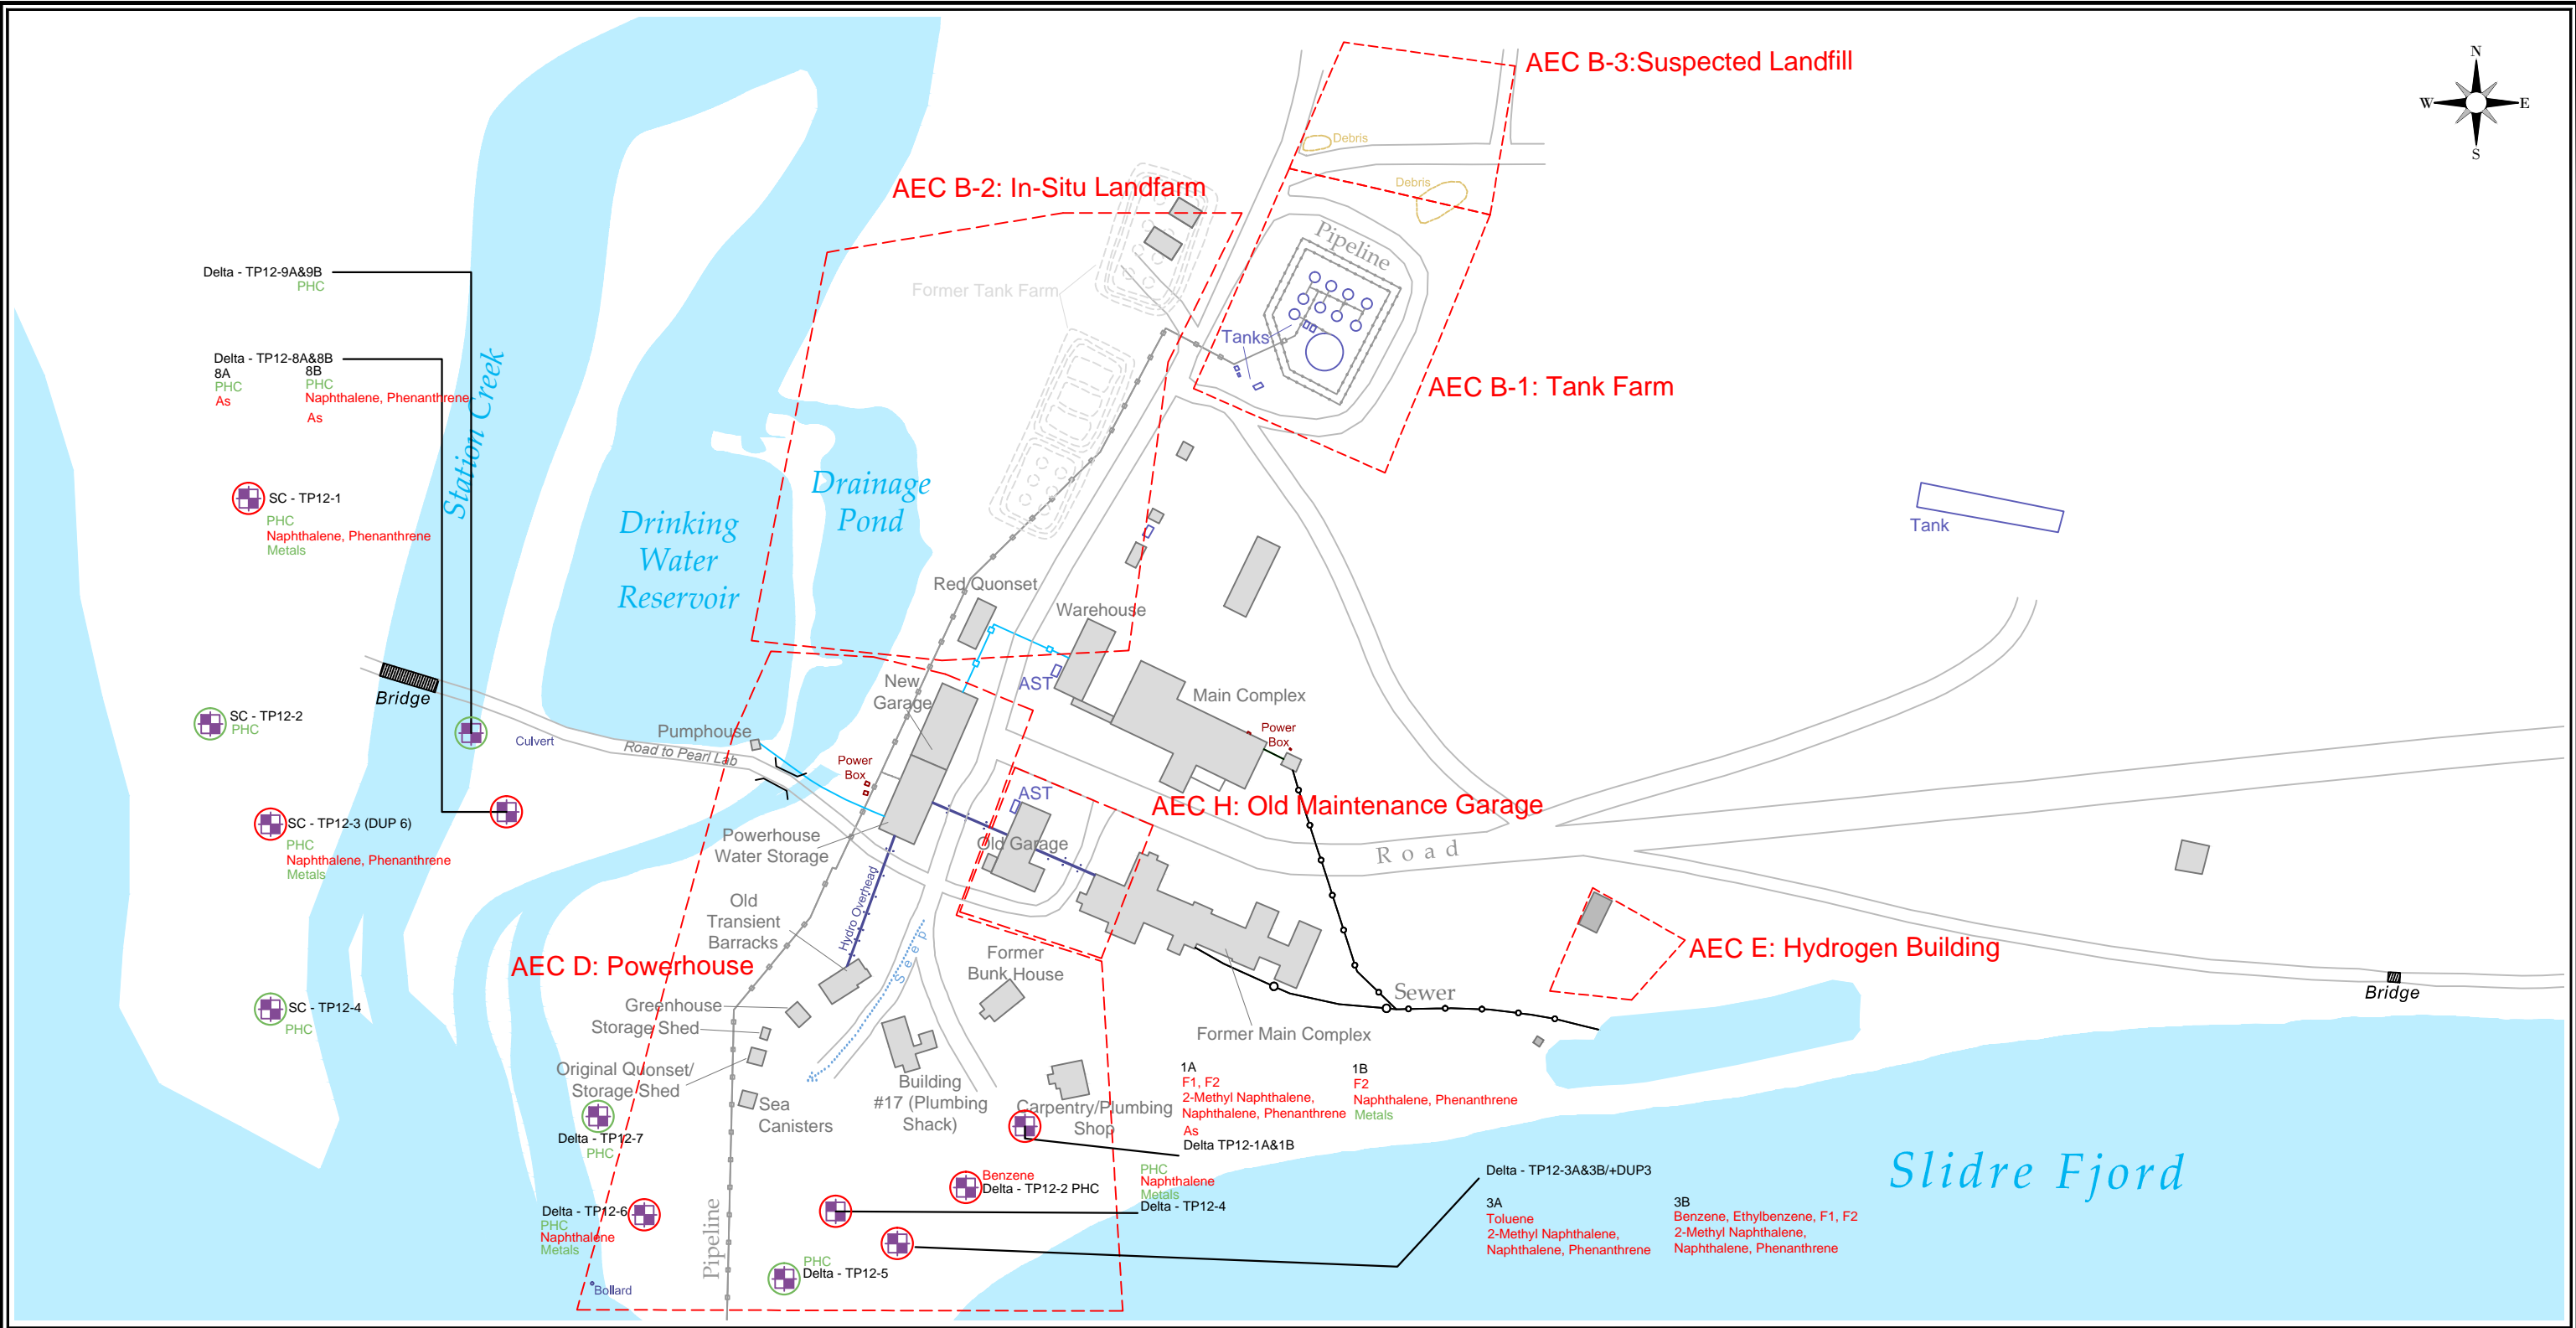 N
W
E
S
AEC B-3:Suspected Landfill
Debris
Debris
AEC B-2: In-Situ Landfarm
Pipeline
Former Tank Farm
Tanks
AEC B-1: Tank Farm
Delta - TP12-9A&9B
PHC
Delta - TP12-8A&8B
8A
PHC
As
8B
PHC
Naphthalene, Phenanthrene
As
Station Creek
SC - TP12-1
PHC
Naphthalene, Phenanthrene
Metals
Drinking
Water
Reservoir
Drainage
Pond
Tank
Red Quonset
Warehouse
New
Garage
AST
Main Complex
Power
Box
Bridge
SC - TP12-2
PHC
Culvert
Pumphouse
Road to Pearl Lab
Power
Box
AST
AEC H: Old Maintenance Garage
SC - TP12-3 (DUP 6)
PHC
Naphthalene, Phenanthrene
Metals
Powerhouse
Water Storage
Old Garage
Road
Hydro Overhead
Old
Transient
Barracks
Seep
AEC D: Powerhouse
Former
Bunk House
AEC E: Hydrogen Building
Bridge
Sewer
SC - TP12-4
PHC
Greenhouse
Storage Shed
Former Main Complex
Original Quonset/
Storage Shed
Sea
Canisters
Building
#17 (Plumbing
Shack)
Carpentry/Plumbing
Shop
1A
F1, F2
2-Methyl Naphthalene,
Naphthalene, Phenanthrene
As
1B
F2
Naphthalene, Phenanthrene
Metals
Delta TP12-1A&1B
Delta - TP12-7
PHC
Benzene
Delta - TP12-2 PHC
PHC
Naphthalene
Metals
Delta - TP12-4
Delta - TP12-3A&3B/+DUP3
3A
Toluene
2-Methyl Naphthalene,
Naphthalene, Phenanthrene
3B
Benzene, Ethylbenzene, F1, F2
2-Methyl Naphthalene,
Naphthalene, Phenanthrene
Slidre Fjord
Delta - TP12-6
PHC
Naphthalene
Metals
Pipeline
PHC
Delta - TP12-5
Bollard